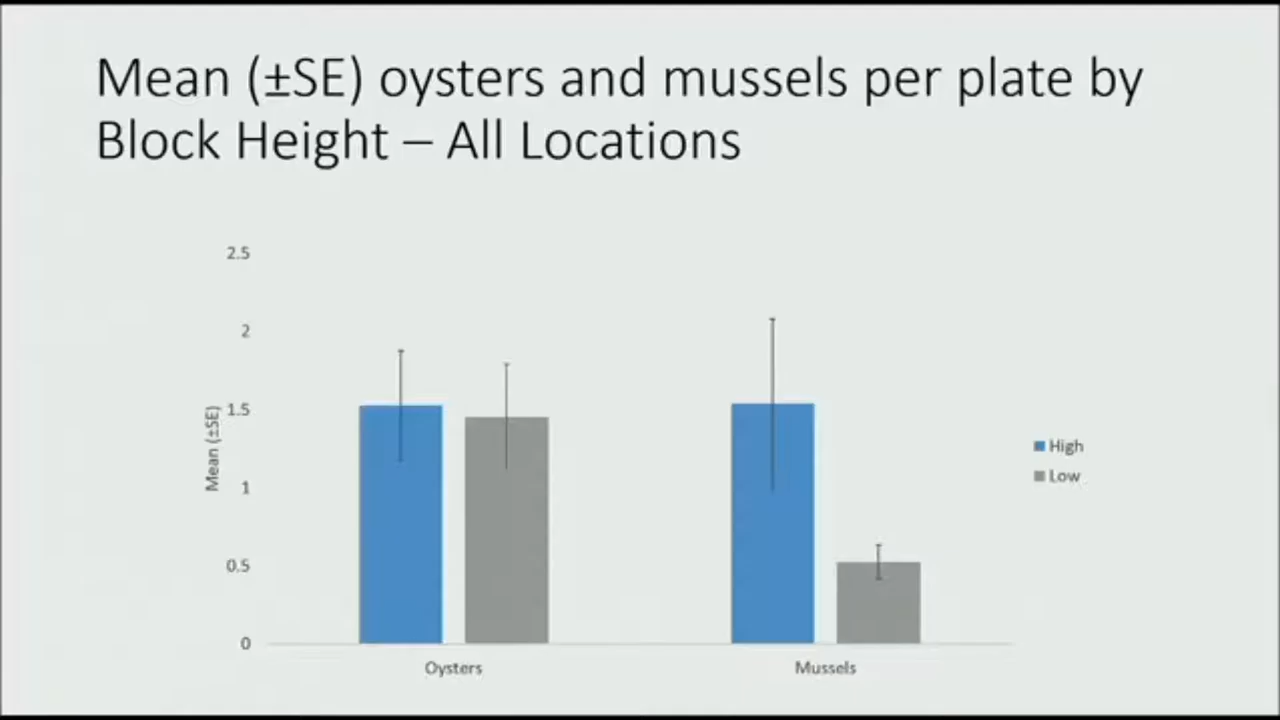 Mean (±SE) oysters and mussels per plate by
Block Height – All Locations
2.5
2
1.5
1
0.5
0
Mean (±SE)
Oysters
Mussels
High
Low